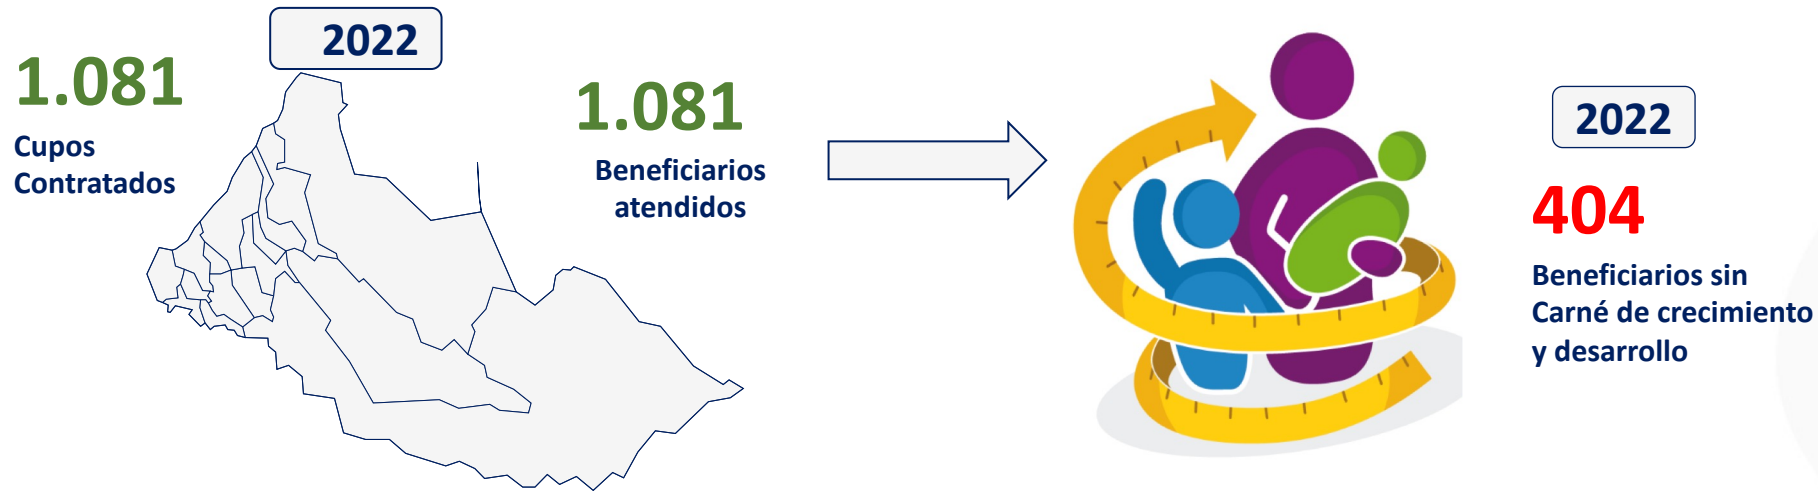 2022
1.081
Cupos
Contratados
1.081
Beneficiarios
atendidos
2022
404
Beneficiarios sin
Carné de crecimiento
y desarrollo